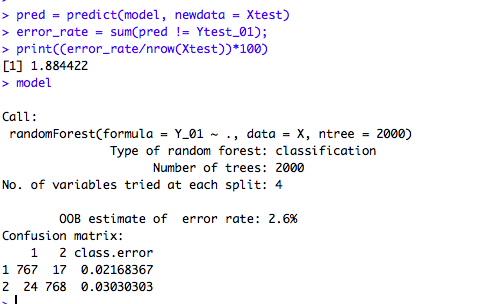 > pred = predict(model, newdata = Xtest)
> error_rate = sum(pred != Ytest_01);
> print((error_rate/nrow(Xtest))*100)
[1] 1.884422
> model
Call:
randomForest(formula = Y_01 ~ ., data = X, ntree = 2000)
Type of random forest: classification
Number of trees: 2000
No. of variables tried at each split: 4
OOB estimate of  error rate: 2.6%
Confusion matrix:
1   2 class.error
1 767  17  0.02168367
2  24 768  0.03030303
>